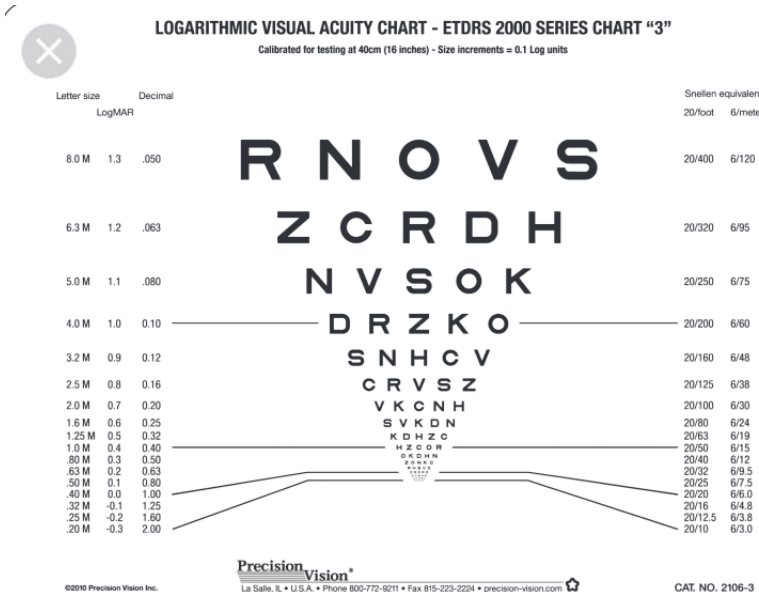 LOGARITHMIC VISUAL ACUITY CHART - ETDRS 2000 SERIES CHART “3”
Calibrated for testing at 40cm (16 inches) - Size increments = 0.1 Log units
Letter size Decimal Snellen equivalen
LogMAR 20/foot 6/mete
8.0 M 1.3 .050 R N O V S 20/400 6/120
6.3 M 1.2 .063 Z C R D H 20/320 6/95
5.0 M 1.1 .080 N V S O K 20/250 6/75
4.0 M 1.0 0.10 D R Z K O 20/200 6/60
3.2 M 0.9 0.12 S N H C V 20/160 6/48
2.5 M 0.8 0.16 C R V S Z 20/125 6/38
2.0 M 0.7 0.20 V K C N H 20/100 6/30
1.6 M 0.6 0.25 S V K D N 20/80 6/24
1.25 M 0.5 0.32 K D H Z C 20/63 6/19
1.0 M 0.4 0.40 H Z C O R 20/50 6/15
.80 M 0.3 0.50 O K D H N 20/40 6/12
.63 M 0.2 0.63 20/32 6/9.5
.50 M 0.1 0.80 20/25 6/7.5
.40 M 0.0 1.00 20/20 6/6.0
.32 M -0.1 1.25 20/16 6/4.8
.25 M -0.2 1.60 20/12.5 6/3.8
.20 M -0.3 2.00 20/10 6/3.0
Precision
Vision®
©2010 Precision Vision Inc. La Salle, IL • U.S.A. • Phone 800-772-9211 • Fax 815-223-2224 • precision-vision.com CAT. NO. 2106-3